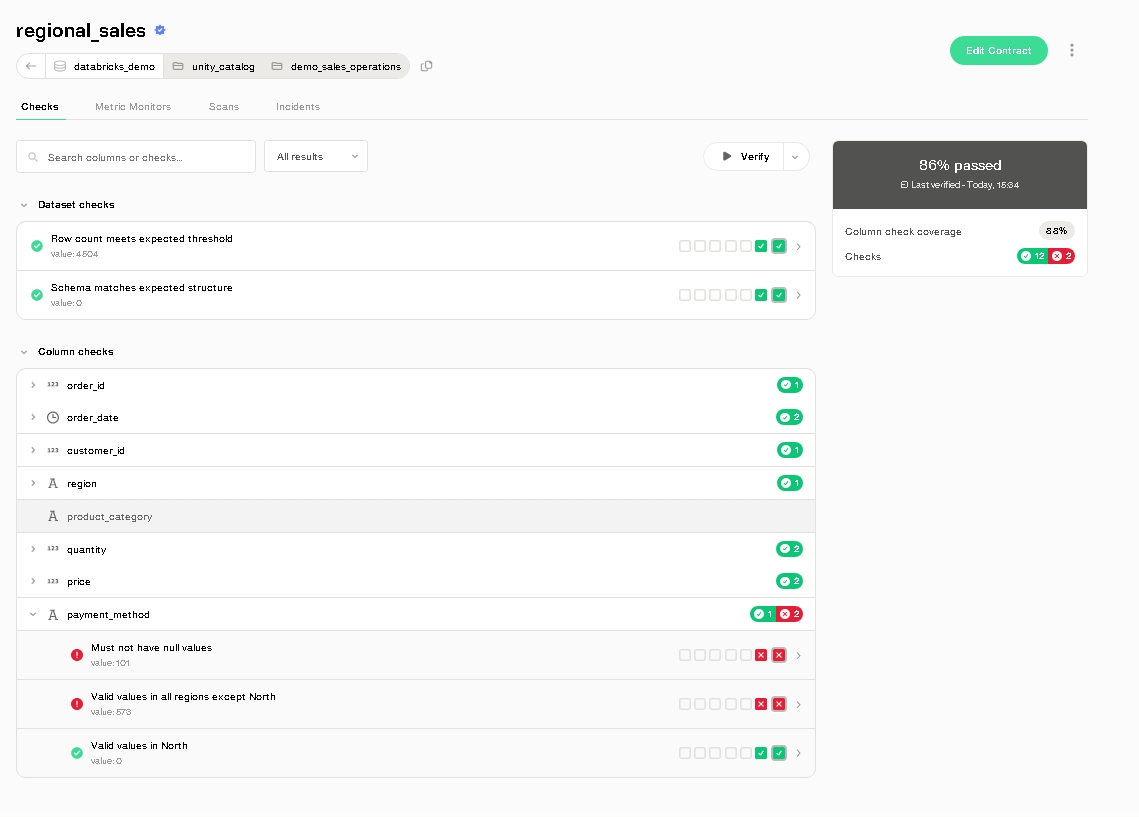 regional_sales
databricks_demo unity_catalog demo_sales_operations
Edit Contract
Checks Metric Monitors Scans Incidents
Search columns or checks...
All results
Verify
86% passed
Last verified - Today, 15:34
Column check coverage 88%
Checks 12 2
Dataset checks
Row count meets expected threshold
value: 4504
Schema matches expected structure
value: 0
Column checks
123 order_id 1
order_date 2
123 customer_id 1
A region 1
A product_category
123 quantity 2
123 price 2
A payment_method 1 2
Must not have null values
value: 101
Valid values in all regions except North
value: 573
Valid values in North
value: 0